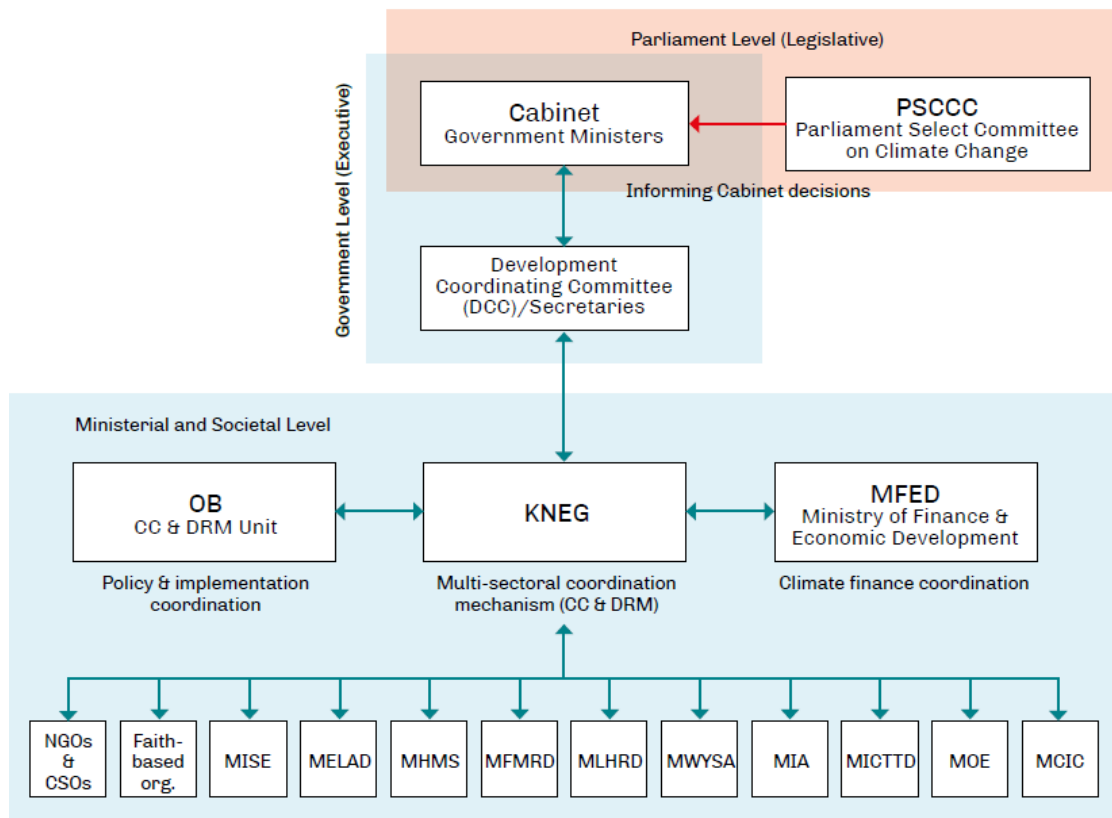 Parliament Level (Legislative)
Government Level (Executive)
Cabinet
Government Ministers
PSCCC
Parliament Select Committee
on Climate Change
Informing Cabinet decisions
Development
Coordinating Committee
(DCC)/Secretaries
Ministerial and Societal Level
OB
CC & DRM Unit
KNEG
MFED
Ministry of Finance &
Economic Development
Policy & implementation
coordination
Multi-sectoral coordination
mechanism (CC & DRM)
Climate finance coordination
NGOs
&
CSOs
Faith-
based
org.
MISE
MELAD
MHMS
MFMRD
MLHRD
MWYSA
MIA
MICTTD
MOE
MCIC